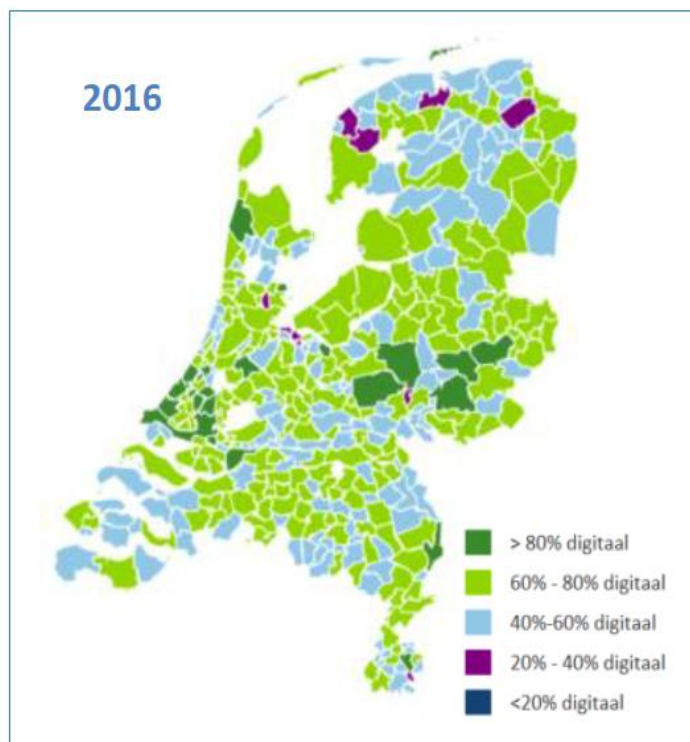 2016
> 80% digitaal
60% - 80% digitaal
40%-60% digitaal
20% - 40% digitaal
<20% digitaal